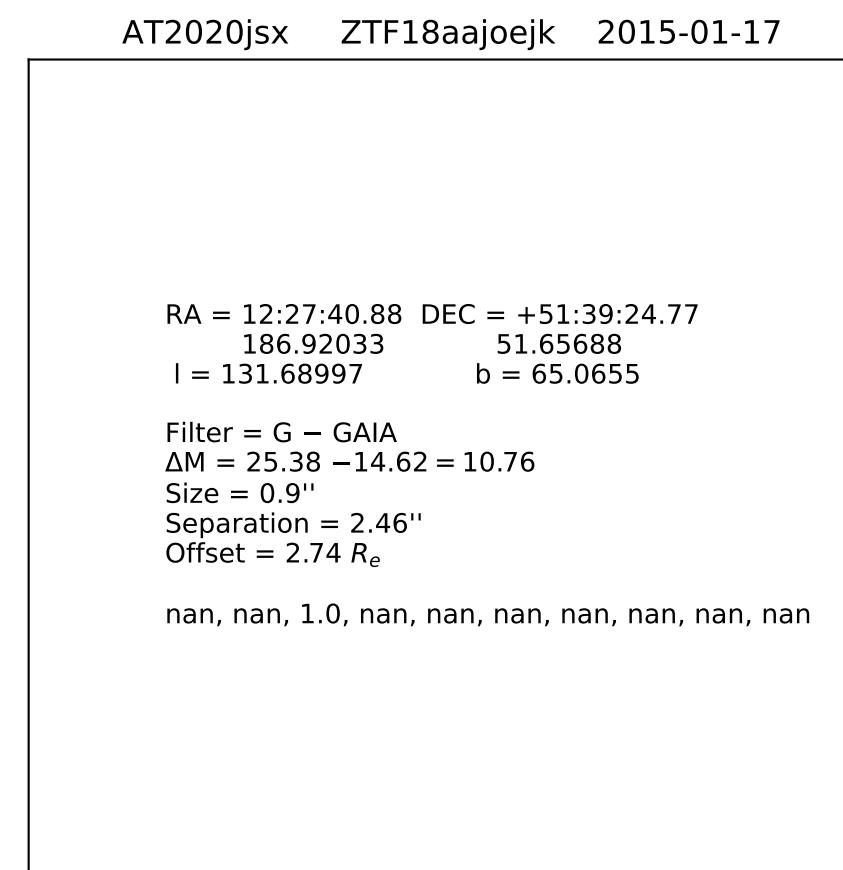 AT2020jsx ZTF18aajoejk 2015-01-17
RA = 12:27:40.88 DEC = +51:39:24.77
186.92033 51.65688
l = 131.68997 b = 65.0655
Filter = G − GAIA
ΔM = 25.38 −14.62 = 10.76
Size = 0.9''
Separation = 2.46''
Offset = 2.74 Re
nan, nan, 1.0, nan, nan, nan, nan, nan, nan, nan